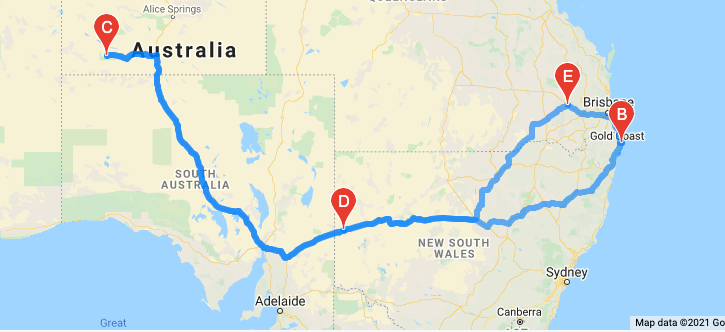 Alice Springs
C
Australia
E
Brisbane
B
Gold Coast
SOUTH
AUSTRALIA
D
NEW SOUTH
WALES
Sydney
Adelaide
Canberra
Great
Map data ©2021 Go